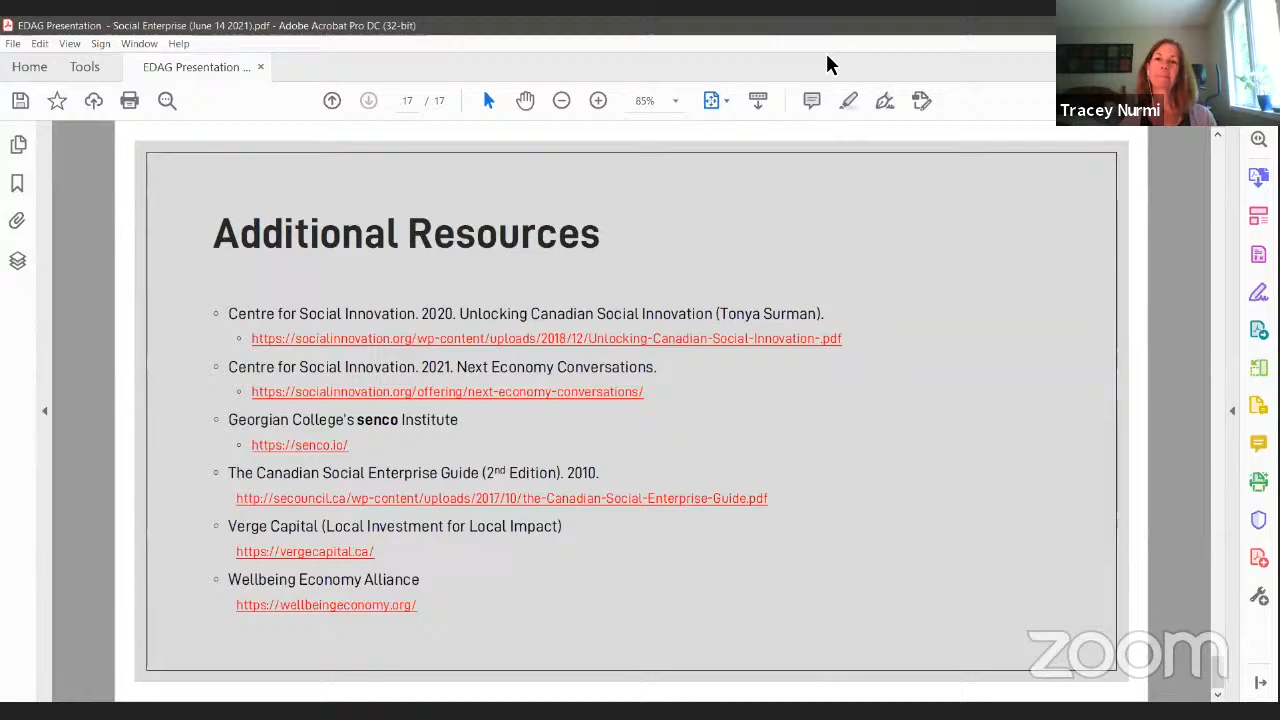 EDAG Presentation - Social Enterprise (June 14 2021).pdf - Adobe Acrobat Pro DC (32-bit)
File Edit View Sign Window Help
Home Tools EDAG Presentation ... ×
17 / 17 85%
Tracey Nurmi
Additional Resources
Centre for Social Innovation. 2020. Unlocking Canadian Social Innovation (Tonya Surman).
https://socialinnovation.org/wp-content/uploads/2018/12/Unlocking-Canadian-Social-Innovation-.pdf
Centre for Social Innovation. 2021. Next Economy Conversations.
https://socialinnovation.org/offering/next-economy-conversations/
Georgian College's senco Institute
https://senco.io/
The Canadian Social Enterprise Guide (2nd Edition). 2010.
http://secouncil.ca/wp-content/uploads/2017/10/the-Canadian-Social-Enterprise-Guide.pdf
Verge Capital (Local Investment for Local Impact)
https://vergecapital.ca/
Wellbeing Economy Alliance
https://wellbeingeconomy.org/
zoom